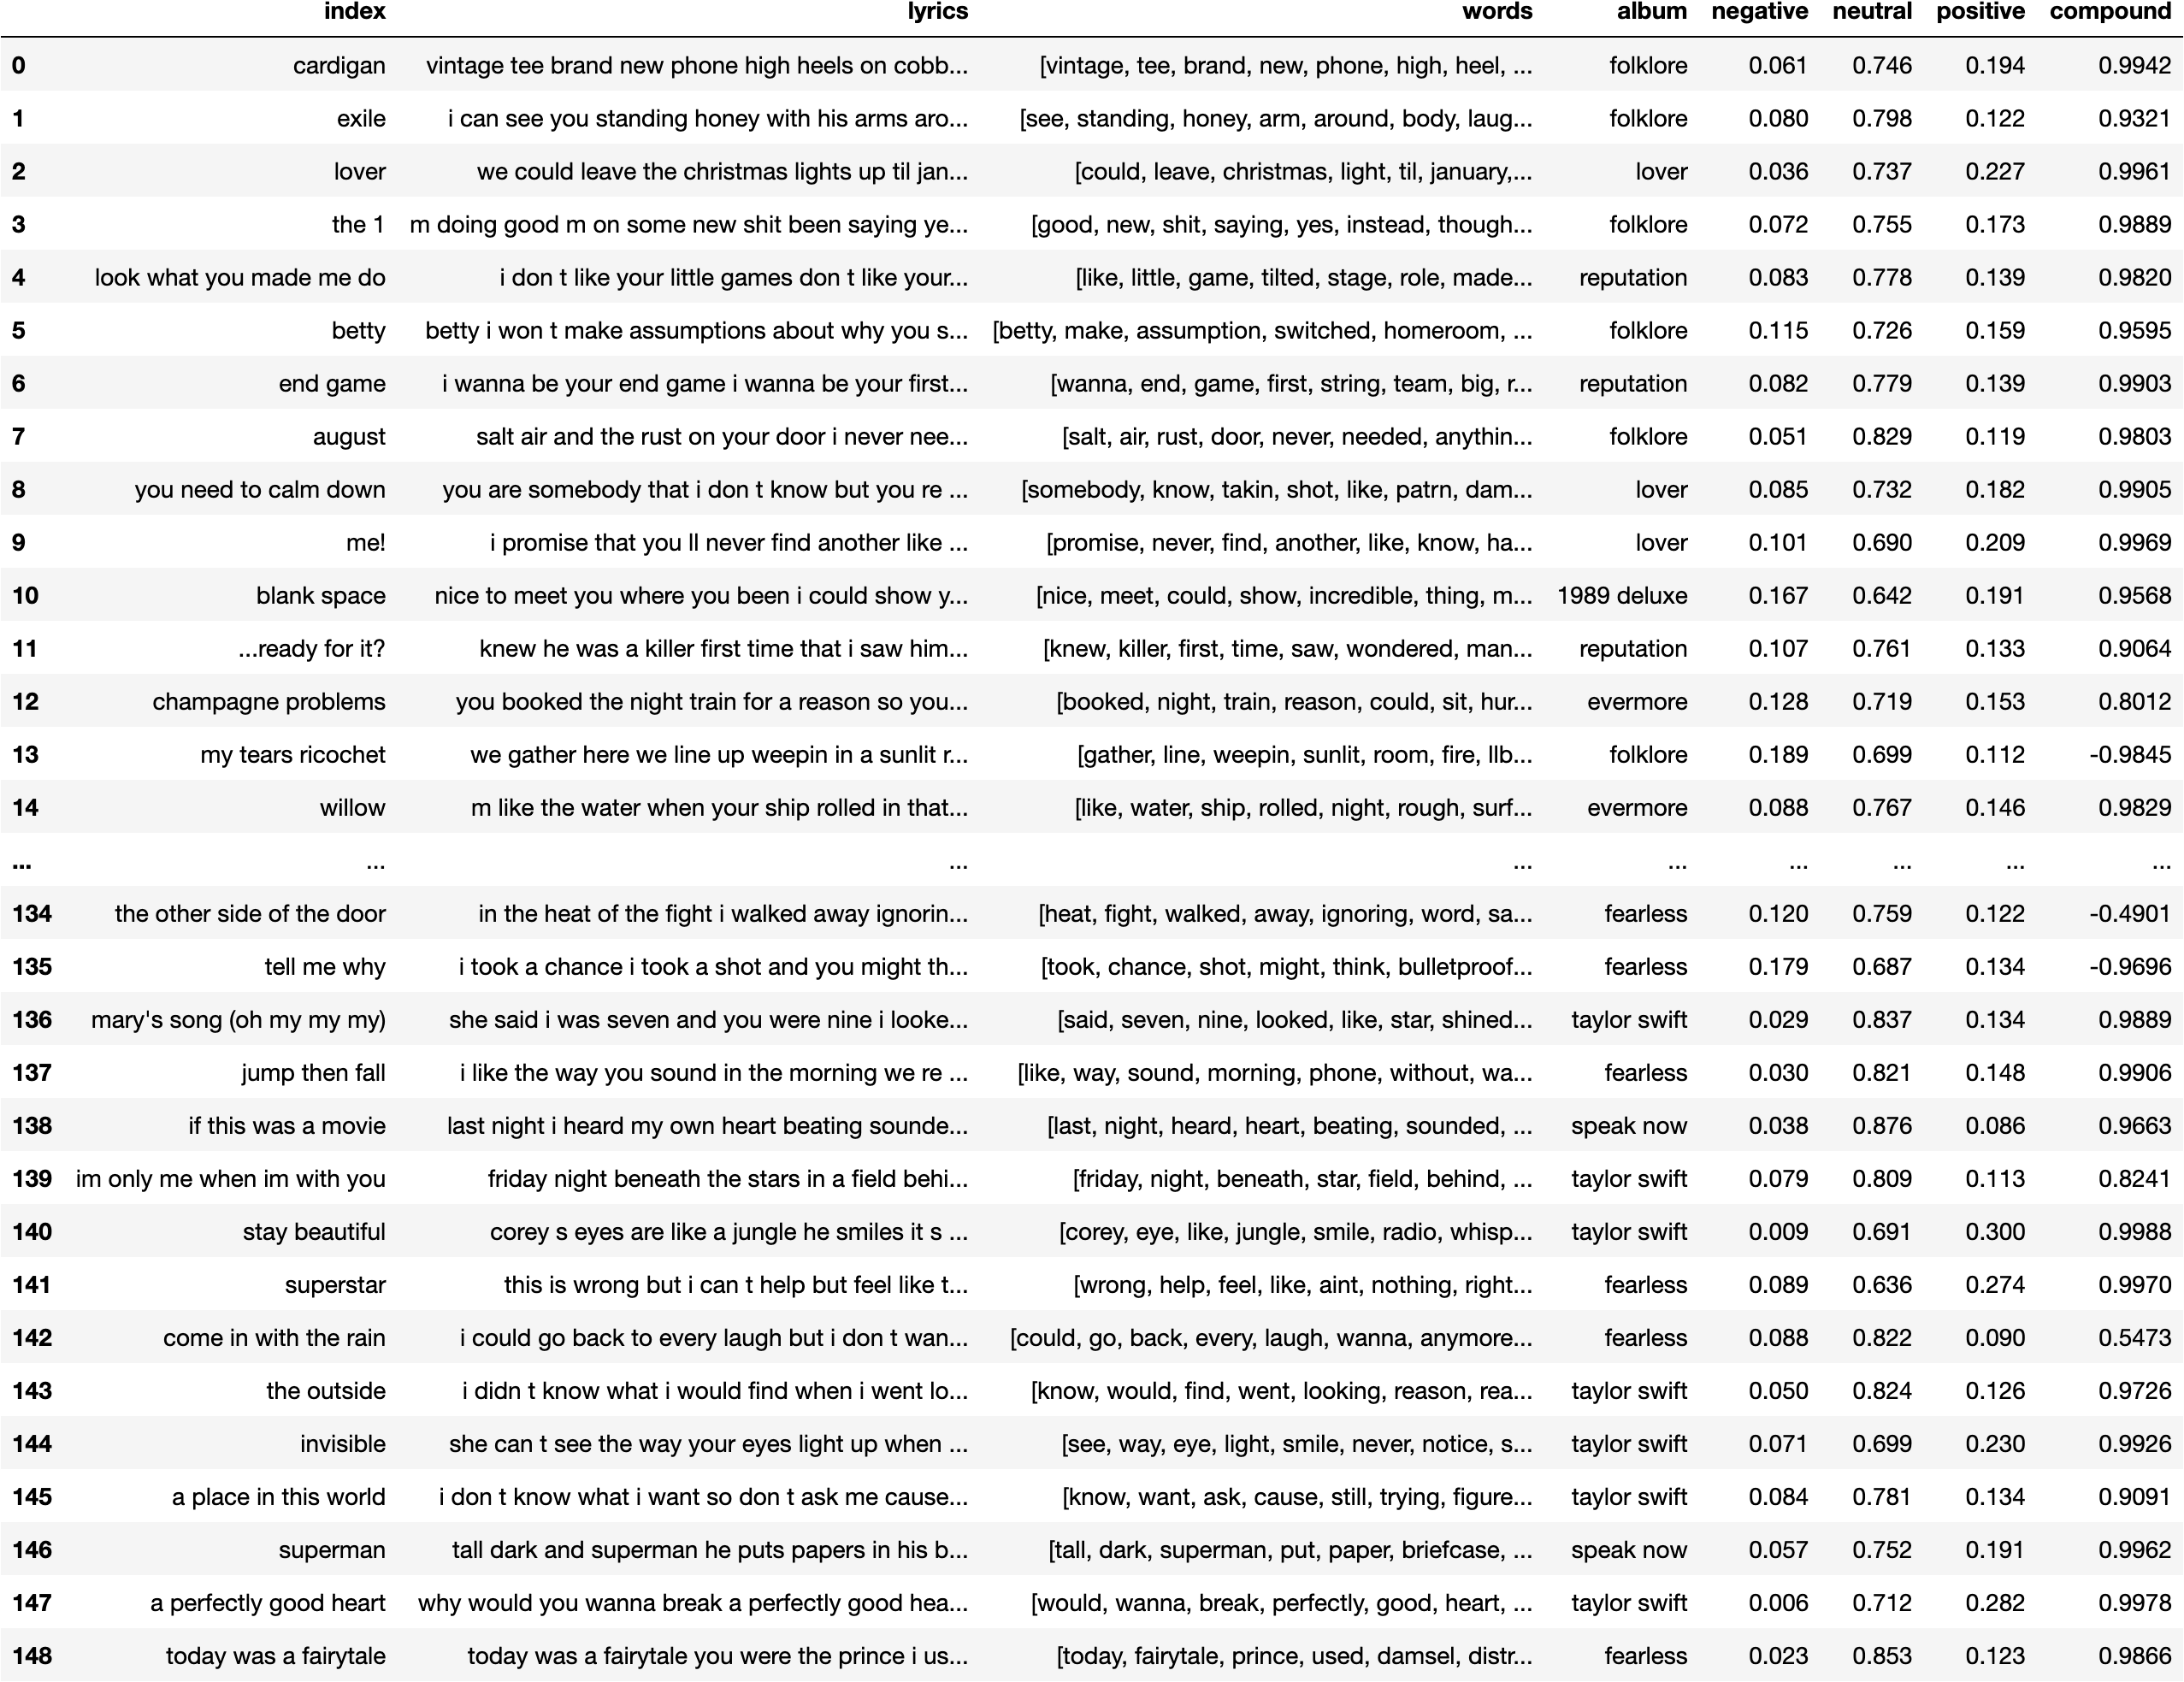 index lyrics words album negative neutral positive compound
0 cardigan vintage tee brand new phone high heels on cobb... [vintage, tee, brand, new, phone, high, heel, ... folklore 0.061 0.746 0.194 0.9942
1 exile i can see you standing honey with his arms aro... [see, standing, honey, arm, around, body, laug... folklore 0.080 0.798 0.122 0.9321
2 lover we could leave the christmas lights up til jan... [could, leave, christmas, light, til, january,... lover 0.036 0.737 0.227 0.9961
3 the 1 m doing good m on some new shit been saying ye... [good, new, shit, saying, yes, instead, though... folklore 0.072 0.755 0.173 0.9889
4 look what you made me do i don t like your little games don t like your... [like, little, game, tilted, stage, role, made... reputation 0.083 0.778 0.139 0.9820
5 betty betty i won t make assumptions about why you s... [betty, make, assumption, switched, homeroom, ... folklore 0.115 0.726 0.159 0.9595
6 end game i wanna be your end game i wanna be your first... [wanna, end, game, first, string, team, big, r... reputation 0.082 0.779 0.139 0.9903
7 august salt air and the rust on your door i never nee... [salt, air, rust, door, never, needed, anythin... folklore 0.051 0.829 0.119 0.9803
8 you need to calm down you are somebody that i don t know but you re ... [somebody, know, takin, shot, like, patrn, dam... lover 0.085 0.732 0.182 0.9905
9 me! i promise that you ll never find another like ... [promise, never, find, another, like, know, ha... lover 0.101 0.690 0.209 0.9969
10 blank space nice to meet you where you been i could show y... [nice, meet, could, show, incredible, thing, m... 1989 deluxe 0.167 0.642 0.191 0.9568
11 ...ready for it? knew he was a killer first time that i saw him... [knew, killer, first, time, saw, wondered, man... reputation 0.107 0.761 0.133 0.9064
12 champagne problems you booked the night train for a reason so you... [booked, night, train, reason, could, sit, hur... evermore 0.128 0.719 0.153 0.8012
13 my tears ricochet we gather here we line up weepin in a sunlit r... [gather, line, weepin, sunlit, room, fire, llb... folklore 0.189 0.699 0.112 -0.9845
14 willow m like the water when your ship rolled in that... [like, water, ship, rolled, night, rough, surf... evermore 0.088 0.767 0.146 0.9829
... ... ... ... ... ... ... ... ...
134 the other side of the door in the heat of the fight i walked away ignorin... [heat, fight, walked, away, ignoring, word, sa... fearless 0.120 0.759 0.122 -0.4901
135 tell me why i took a chance i took a shot and you might th... [took, chance, shot, might, think, bulletproof... fearless 0.179 0.687 0.134 -0.9696
136 mary's song (oh my my my) she said i was seven and you were nine i looke... [said, seven, nine, looked, like, star, shined... taylor swift 0.029 0.837 0.134 0.9889
137 jump then fall i like the way you sound in the morning we re ... [like, way, sound, morning, phone, without, wa... fearless 0.030 0.821 0.148 0.9906
138 if this was a movie last night i heard my own heart beating sounde... [last, night, heard, heart, beating, sounded, ... speak now 0.038 0.876 0.086 0.9663
139 im only me when im with you friday night beneath the stars in a field behi... [friday, night, beneath, star, field, behind, ... taylor swift 0.079 0.809 0.113 0.8241
140 stay beautiful corey s eyes are like a jungle he smiles it s ... [corey, eye, like, jungle, smile, radio, whisp... taylor swift 0.009 0.691 0.300 0.9988
141 superstar this is wrong but i can t help but feel like t... [wrong, help, feel, like, aint, nothing, right... fearless 0.089 0.636 0.274 0.9970
142 come in with the rain i could go back to every laugh but i don t wan... [could, go, back, every, laugh, wanna, anymore... fearless 0.088 0.822 0.090 0.5473
143 the outside i didn t know what i would find when i went lo... [know, would, find, went, looking, reason, rea... taylor swift 0.050 0.824 0.126 0.9726
144 invisible she can t see the way your eyes light up when ... [see, way, eye, light, smile, never, notice, s... taylor swift 0.071 0.699 0.230 0.9926
145 a place in this world i don t know what i want so don t ask me cause... [know, want, ask, cause, still, trying, figure... taylor swift 0.084 0.781 0.134 0.9091
146 superman tall dark and superman he puts papers in his b... [tall, dark, superman, put, paper, briefcase, ... speak now 0.057 0.752 0.191 0.9962
147 a perfectly good heart why would you wanna break a perfectly good hea... [would, wanna, break, perfectly, good, heart, ... taylor swift 0.006 0.712 0.282 0.9978
148 today was a fairytale today was a fairytale you were the prince i us... [today, fairytale, prince, used, damsel, distr... fearless 0.023 0.853 0.123 0.9866